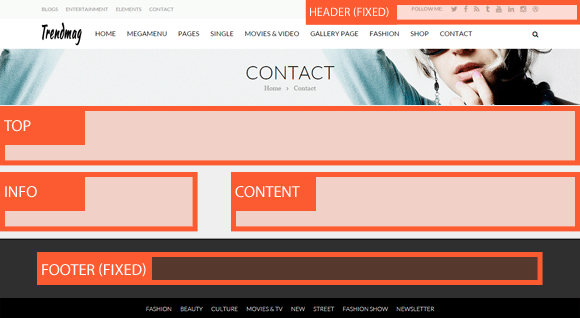 BLOGS ENTERTAINMENT ELEMENTS CONTACT
HEADER (FIXED)
FOLLOW ME:
Trendmag
HOME MEGAMENU PAGES SINGLE MOVIES & VIDEO GALLERY PAGE FASHION SHOP CONTACT
CONTACT
Home > Contact
TOP
INFO
CONTENT
FOOTER (FIXED)
FASHION BEAUTY CULTURE MOVIES & TV NEW STREET FASHION SHOW NEWSLETTER